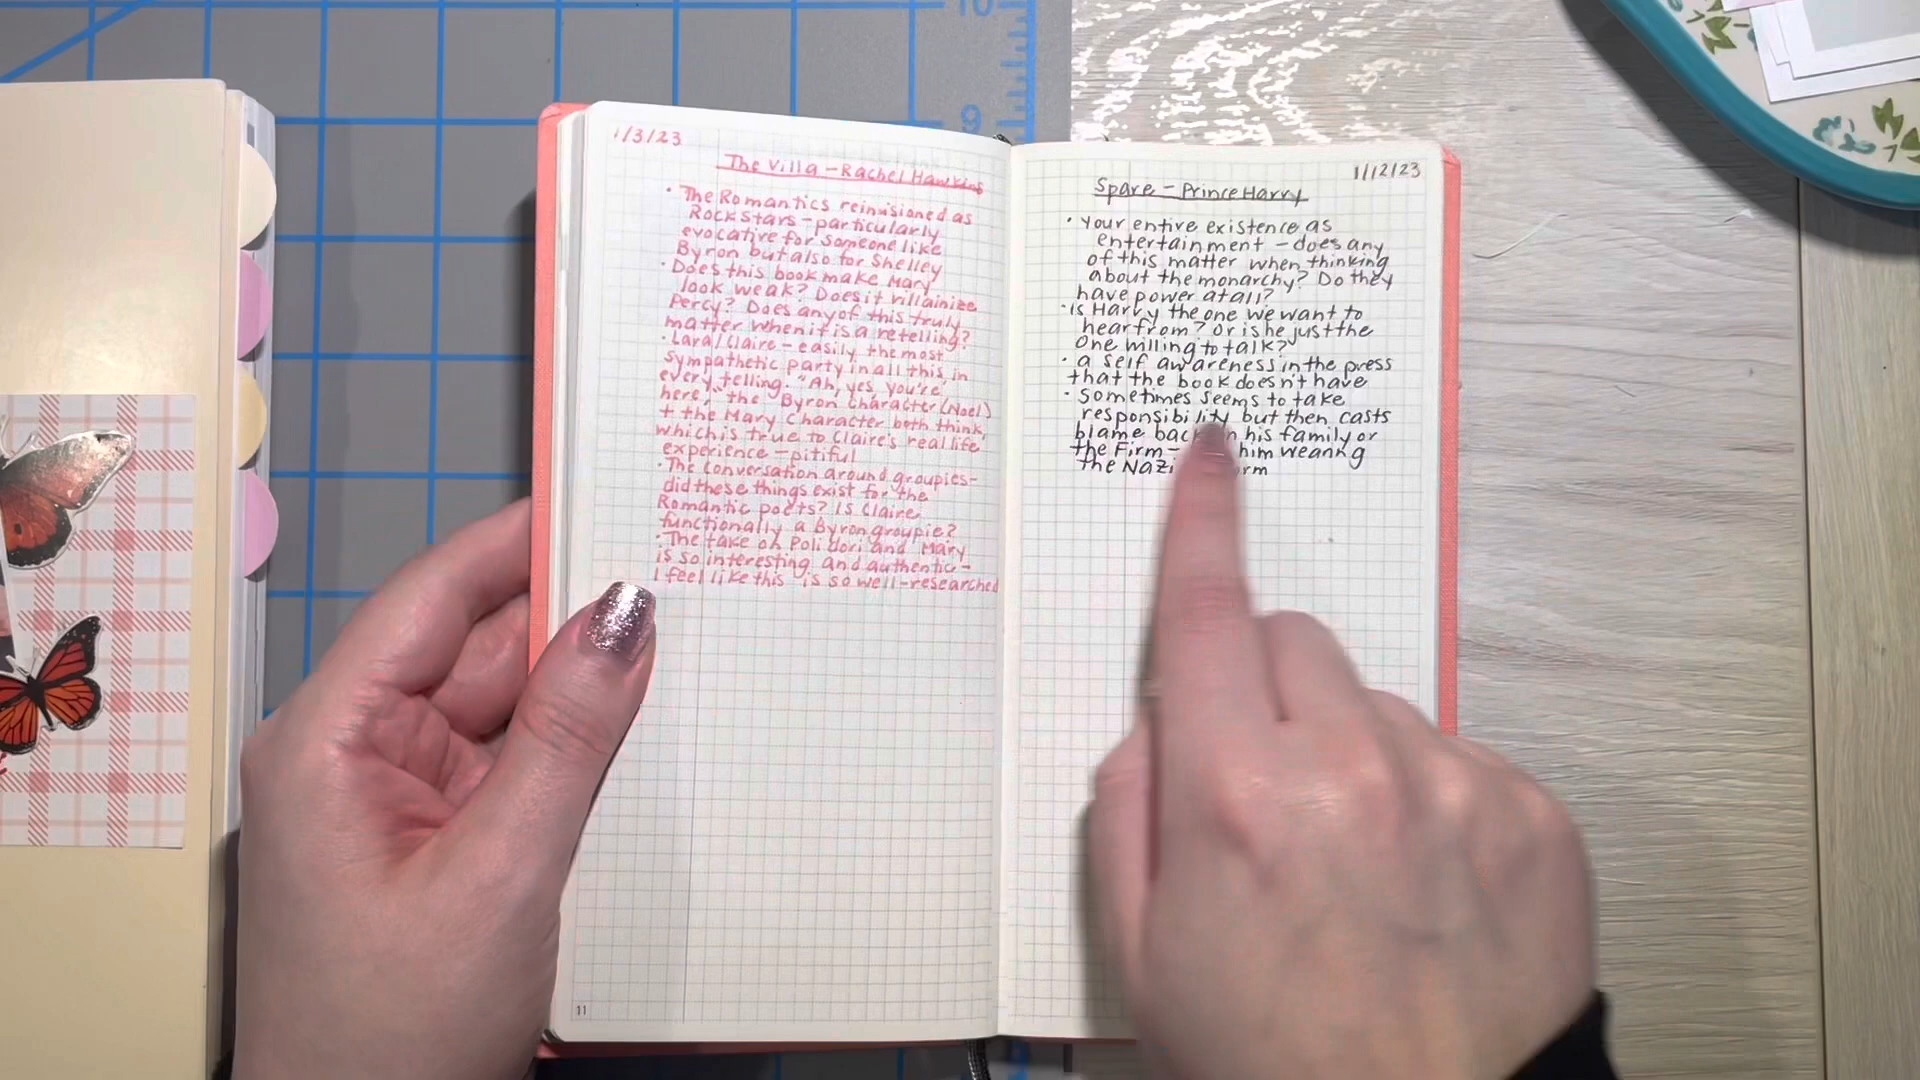 10
9
1/3/23
The Villa - Rachel Hawkins
• The Romantics reinvisioned as
Rockstars - particularly
evocative for someone like
Byron but also for Shelley
• Does this book make Mary
look weak? Does it villainize
Percy? Does any of this truly
matter when it is a retelling?
• Lara/Claire - easily the most
sympathetic party in all this, in
every telling. "Ah, yes, you're
here," the Byron Character (Noel)
+ the Mary Character both think,
which is true to Claire's real life
experience - pitiful
• The conversation around groupies -
did these things exist for the
Romantic poets? Is Claire
functionally a Byron groupie?
• The take on Polidori and Mary
is so interesting and authentic -
I feel like this is so well-researched
11
1/12/23
Spare - Prince Harry
• Your entire existence as
entertainment - does any
of this matter when thinking
about the monarchy? Do they
have power at all?
• is Harry the one we want to
hear from? Or is he just the
one willing to talk?
• a self awareness in the press
that the book doesn't have
• Sometimes seems to take
responsibility but then casts
blame back his family or
the Firm - him wearing
the Nazi